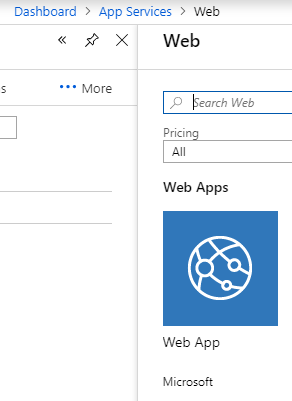 Dashboard > App Services > Web
« Web
s ••• More
Search Web
Pricing
All
Web Apps
Web App
Microsoft